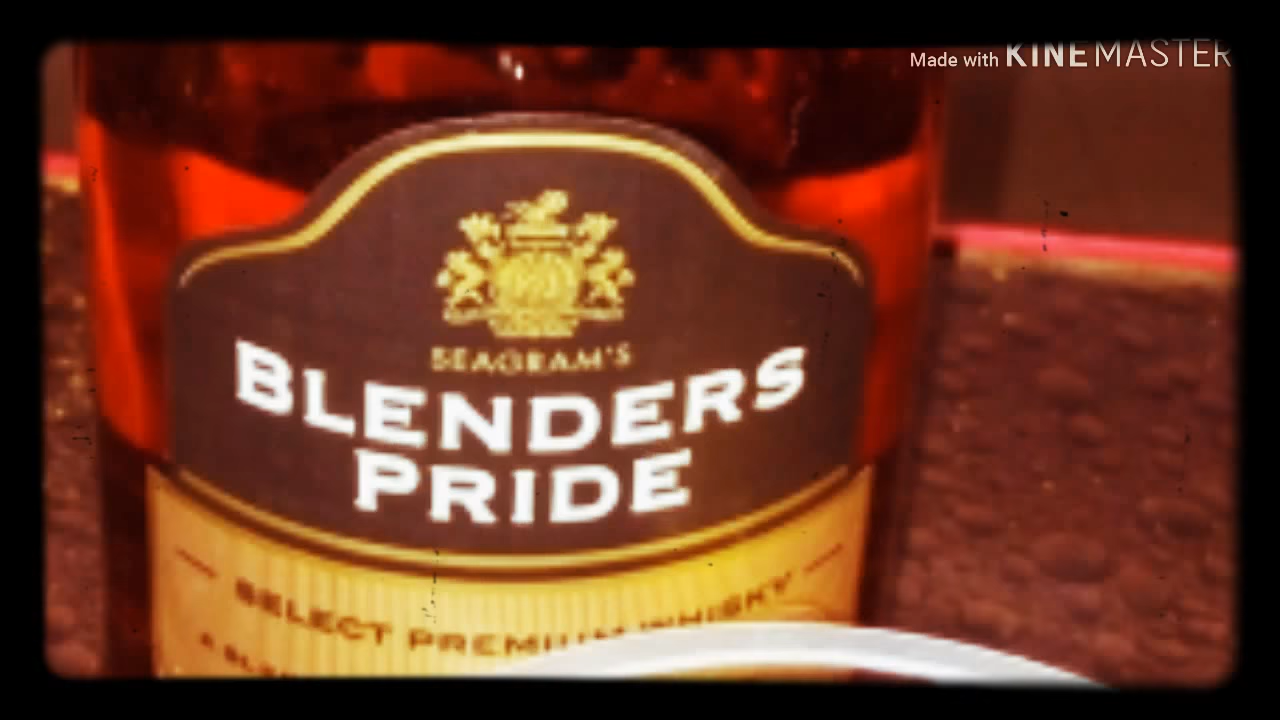 Made with KINEMASTER
SEAGRAM'S
BLENDERS
PRIDE
SELECT PREMIUM WHISKY
A